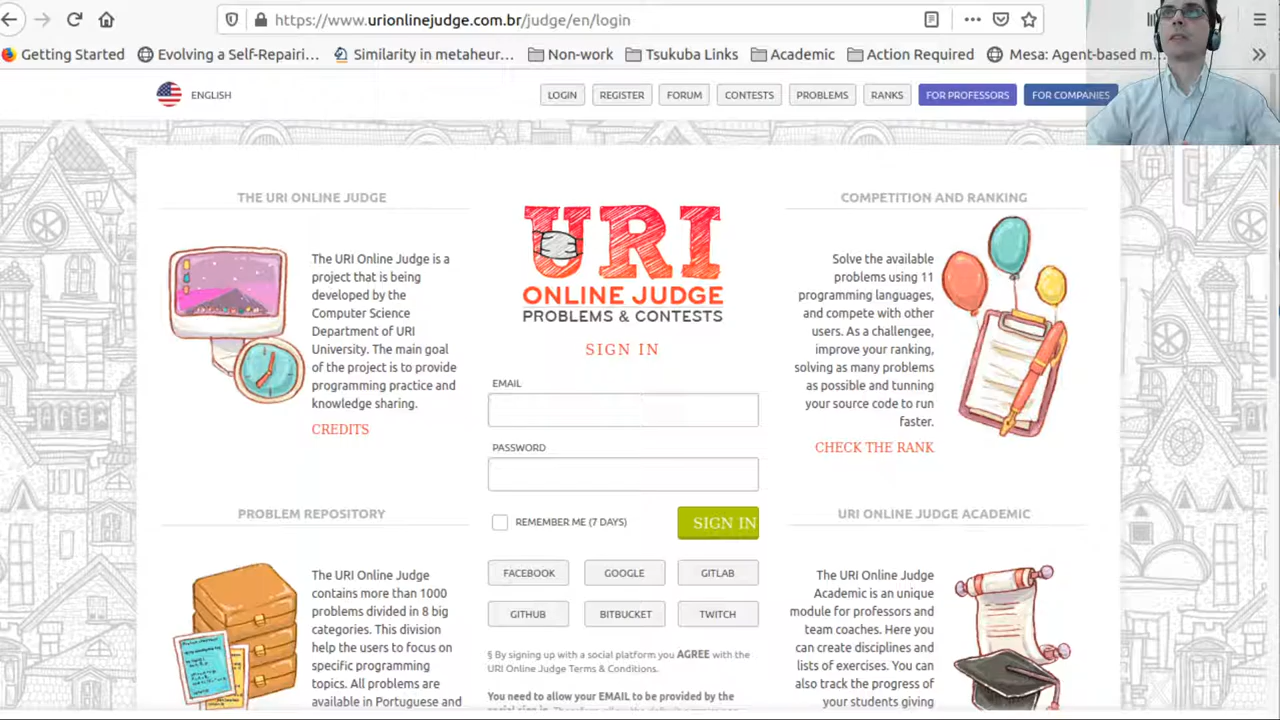 https://www.urionlinejudge.com.br/judge/en/login
Getting Started
Evolving a Self-Repairi...
Similarity in metaheur...
Non-work
Tsukuba Links
Academic
Action Required
Mesa: Agent-based m...
ENGLISH
LOGIN
REGISTER
FORUM
CONTESTS
PROBLEMS
RANKS
FOR PROFESSORS
FOR COMPANIES
THE URI ONLINE JUDGE
The URI Online Judge is a
project that is being
developed by the
Computer Science
Department of URI
University. The main goal
of the project is to provide
programming practice and
knowledge sharing.
CREDITS
PROBLEM REPOSITORY
The URI Online Judge
contains more than 1000
problems divided in 8 big
categories. This division
help the users to focus on
specific programming
topics. All problems are
available in Portuguese and
URI
ONLINE JUDGE
PROBLEMS & CONTESTS
SIGN IN
EMAIL
PASSWORD
REMEMBER ME (7 DAYS)
SIGN IN
FACEBOOK
GOOGLE
GITLAB
GITHUB
BITBUCKET
TWITCH
§ By signing up with a social platform you AGREE with the
URI Online Judge Terms & Conditions.
You need to allow your EMAIL to be provided by the
COMPETITION AND RANKING
Solve the available
problems using 11
programming languages,
and compete with other
users. As a challengee,
improve your ranking,
solving as many problems
as possible and tunning
your source code to run
faster.
CHECK THE RANK
URI ONLINE JUDGE ACADEMIC
The URI Online Judge
Academic is an unique
module for professors and
team coaches. Here you
can create disciplines and
lists of exercises. You can
also track the progress of
your students giving